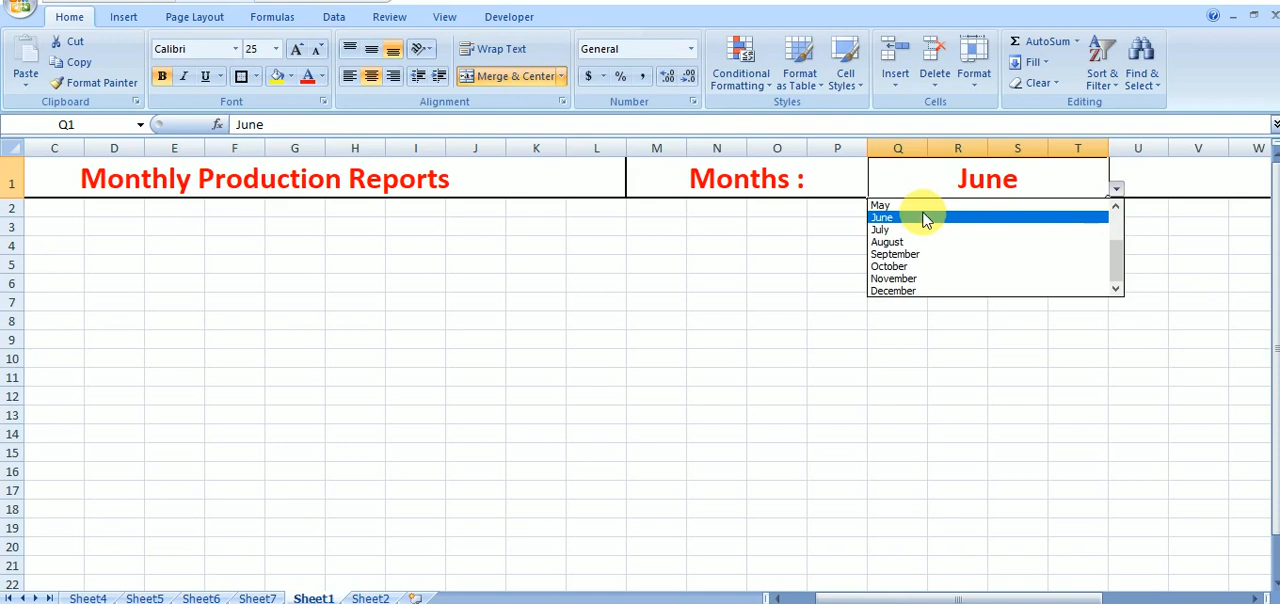 Home Insert Page Layout Formulas Data Review View Developer
Cut
Copy
Format Painter
Paste
Clipboard
Calibri 25
B I U
Font
Wrap Text
Merge & Center
Alignment
General
$ % ,
Number
Conditional Formatting
Format as Table
Cell Styles
Styles
Insert Delete Format
Cells
Σ AutoSum
Fill
Clear
Sort & Filter
Find & Select
Editing
Q1 fx June
C D E F G H I J K L M N O P Q R S T U V W
1 Monthly Production Reports Months : June
2
3
4
5
6
7
8
9
10
11
12
13
14
15
16
17
18
19
20
21
22
May
June
July
August
September
October
November
December
Sheet4 Sheet5 Sheet6 Sheet7 Sheet1 Sheet2